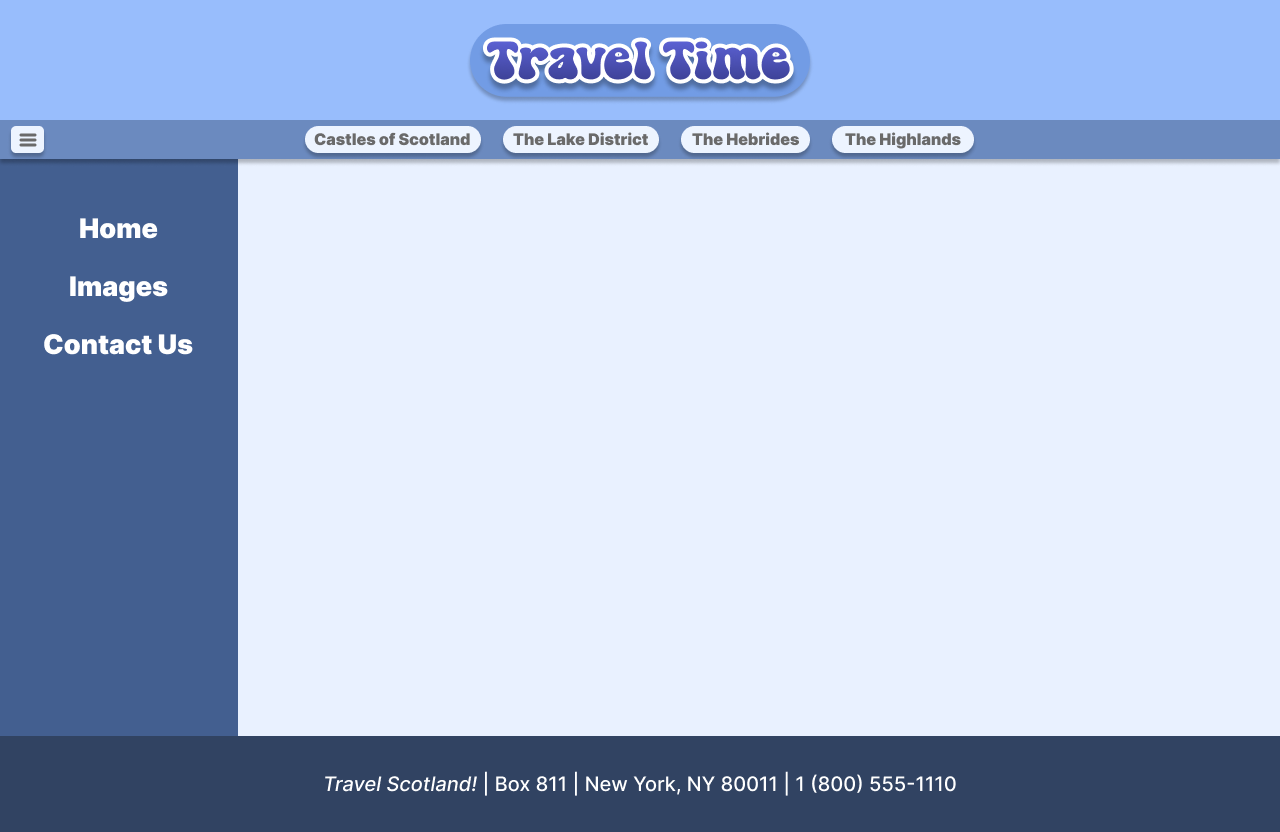 Travel Time
Castles of Scotland
The Lake District
The Hebrides
The Highlands
Home
Images
Contact Us
Travel Scotland! | Box 811 | New York, NY 80011 | 1 (800) 555-1110